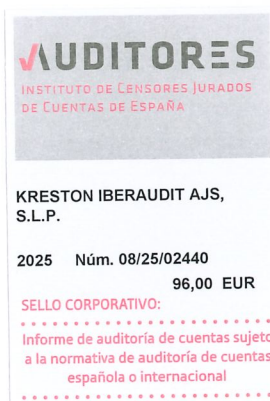 AUDITORES
INSTITUTO DE CENSORES JURADOS
DE CUENTAS DE ESPAÑA
KRESTON IBERAUDIT AJS,
S.L.P.
2025 Núm. 08/25/02440
96,00 EUR
SELLO CORPORATIVO:
Informe de auditoría de cuentas sujeto
a la normativa de auditoría de cuentas
española o internacional